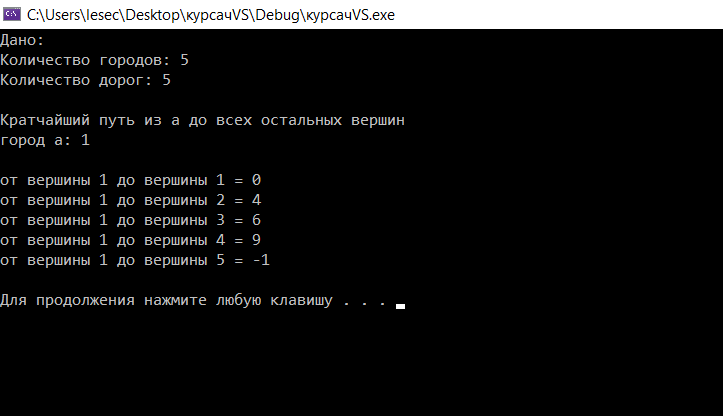 C:\Users\lesec\Desktop\курсачVS\Debug\курсачVS.exe
Дано:
Количество городов: 5
Количество дорог: 5
Кратчайший путь из a до всех остальных вершин
город a: 1
от вершины 1 до вершины 1 = 0
от вершины 1 до вершины 2 = 4
от вершины 1 до вершины 3 = 6
от вершины 1 до вершины 4 = 9
от вершины 1 до вершины 5 = -1
Для продолжения нажмите любую клавишу . . .